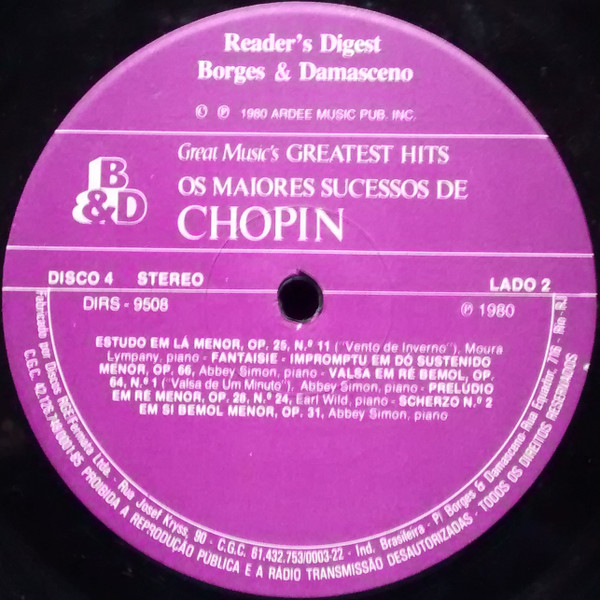 Reader's Digest
Borges & Damasceno
© ℗ 1980 ARDEE MUSIC PUB. INC.
Great Music's GREATEST HITS
B
&D
OS MAIORES SUCESSOS DE
CHOPIN
DISCO 4 STEREO
LADO 2
DIRS - 9508
℗ 1980
ESTUDO EM LÁ MENOR, OP. 25, N.º 11 ("Vento de Inverno"), Moura
Lympany, piano - FANTAISIE - IMPROMPTU EM DÓ SUSTENIDO
MENOR, OP. 66, Abbey Simon, piano - VALSA EM RÉ BEMOL, OP.
64, N.º 1 ("Valsa de Um Minuto"), Abbey Simon, piano - PRELÚDIO
EM RÉ MENOR, OP. 28, N.º 24, Earl Wild, piano - SCHERZO N.º 2
EM SI BEMOL MENOR, OP. 31, Abbey Simon, piano
Fabricado por Discos RGE Fermata Ltda. - Rua Josef Kryss, 90 - C.G.C. 61.432.753/0003-22 - Ind. Brasileira - P/ Borges & Damasceno - Rua Equador, 716 - Rio - RJ
C.G.C. 42.126.748/0001-85 PROIBIDA A REPRODUÇÃO PÚBLICA E A RÁDIO TRANSMISSÃO DESAUTORIZADAS - TODOS OS DIREITOS RESERVADOS